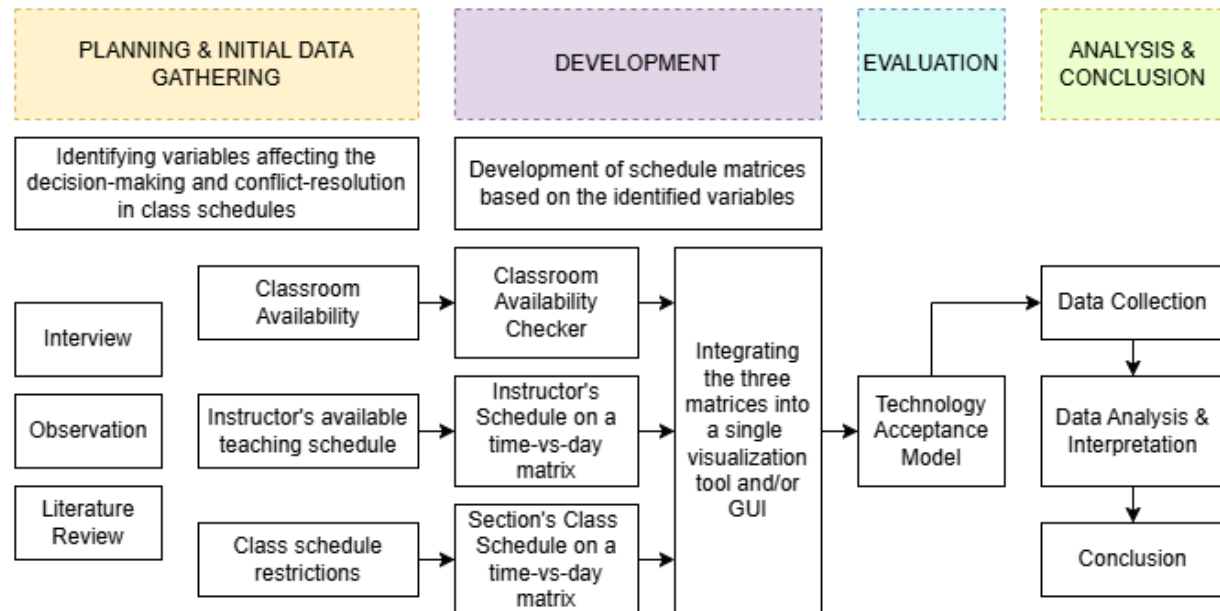 PLANNING & INITIAL DATA
GATHERING
DEVELOPMENT
EVALUATION
ANALYSIS &
CONCLUSION
Identifying variables affecting the
decision-making and conflict-resolution
in class schedules
Development of schedule matrices
based on the identified variables
Interview
Observation
Literature
Review
Classroom
Availability
Instructor's available
teaching schedule
Class schedule
restrictions
Classroom
Availability
Checker
Instructor's
Schedule on a
time-vs-day
matrix
Section's Class
Schedule on a
time-vs-day
matrix
Integrating
the three
matrices into
a single
visualization
tool and/or
GUI
Technology
Acceptance
Model
Data Collection
Data Analysis &
Interpretation
Conclusion